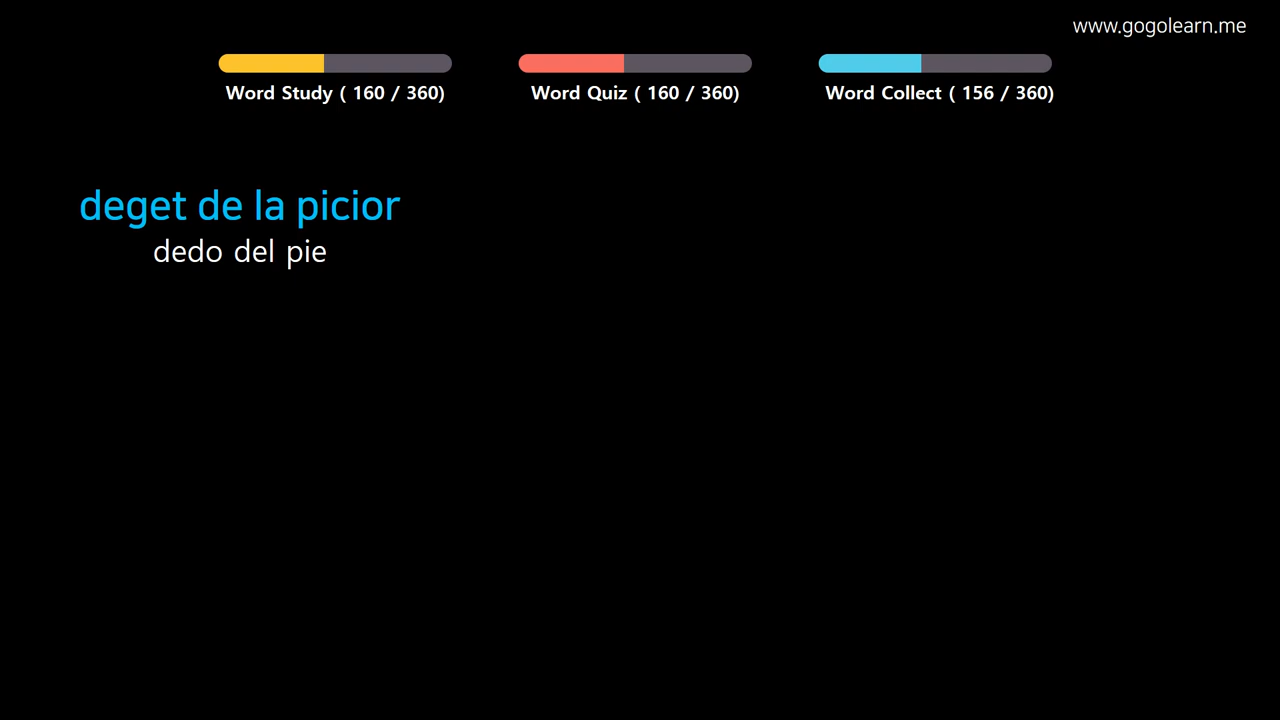 www.gogolearn.me
Word Study ( 160 / 360)
Word Quiz ( 160 / 360)
Word Collect ( 156 / 360)
deget de la picior
dedo del pie